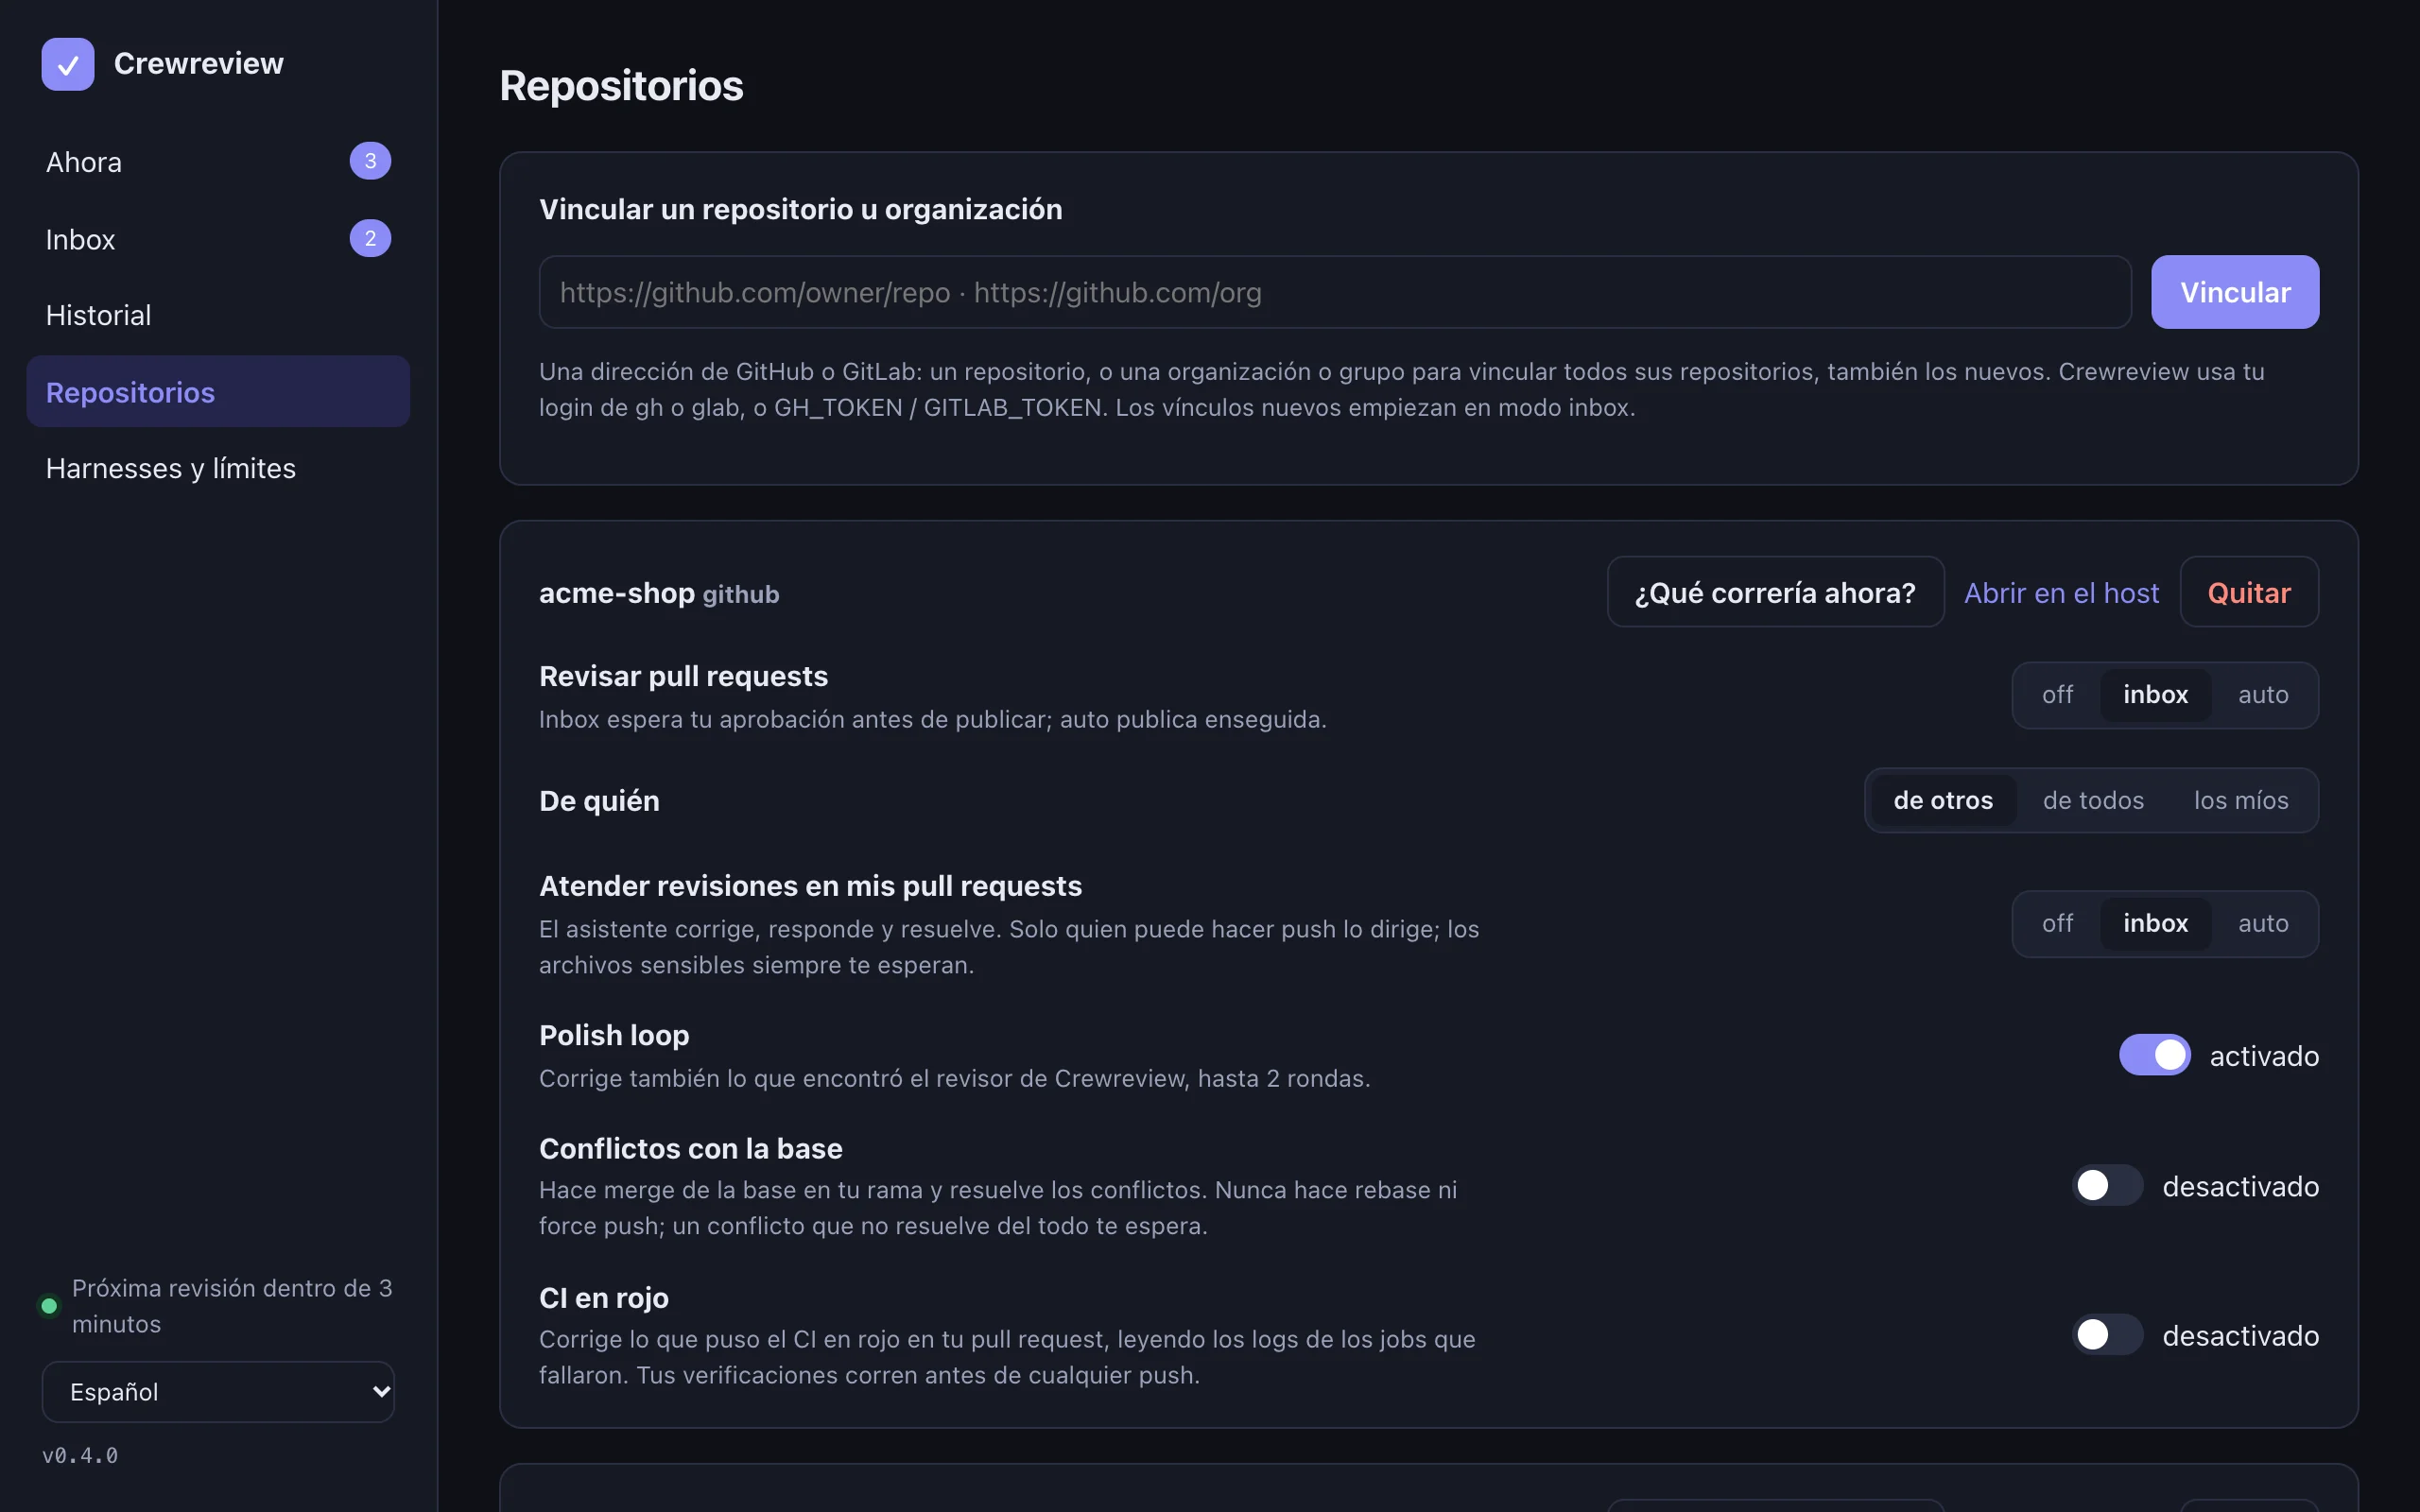 Crewreview
Ahora 3
Inbox 2
Historial
Repositorios
Harnesses y límites
Próxima revisión dentro de 3
minutos
Español
v0.4.0
Repositorios
Vincular un repositorio u organización
https://github.com/owner/repo · https://github.com/org
Vincular
Una dirección de GitHub o GitLab: un repositorio, o una organización o grupo para vincular todos sus repositorios, también los nuevos. Crewreview usa tu
login de gh o glab, o GH_TOKEN / GITLAB_TOKEN. Los vínculos nuevos empiezan en modo inbox.
acme-shop github
¿Qué correría ahora? Abrir en el host Quitar
Revisar pull requests
Inbox espera tu aprobación antes de publicar; auto publica enseguida.
off inbox auto
De quién
de otros de todos los míos
Atender revisiones en mis pull requests
El asistente corrige, responde y resuelve. Solo quien puede hacer push lo dirige; los
archivos sensibles siempre te esperan.
off inbox auto
Polish loop
Corrige también lo que encontró el revisor de Crewreview, hasta 2 rondas.
activado
Conflictos con la base
Hace merge de la base en tu rama y resuelve los conflictos. Nunca hace rebase ni
force push; un conflicto que no resuelve del todo te espera.
desactivado
CI en rojo
Corrige lo que puso el CI en rojo en tu pull request, leyendo los logs de los jobs que
fallaron. Tus verificaciones corren antes de cualquier push.
desactivado